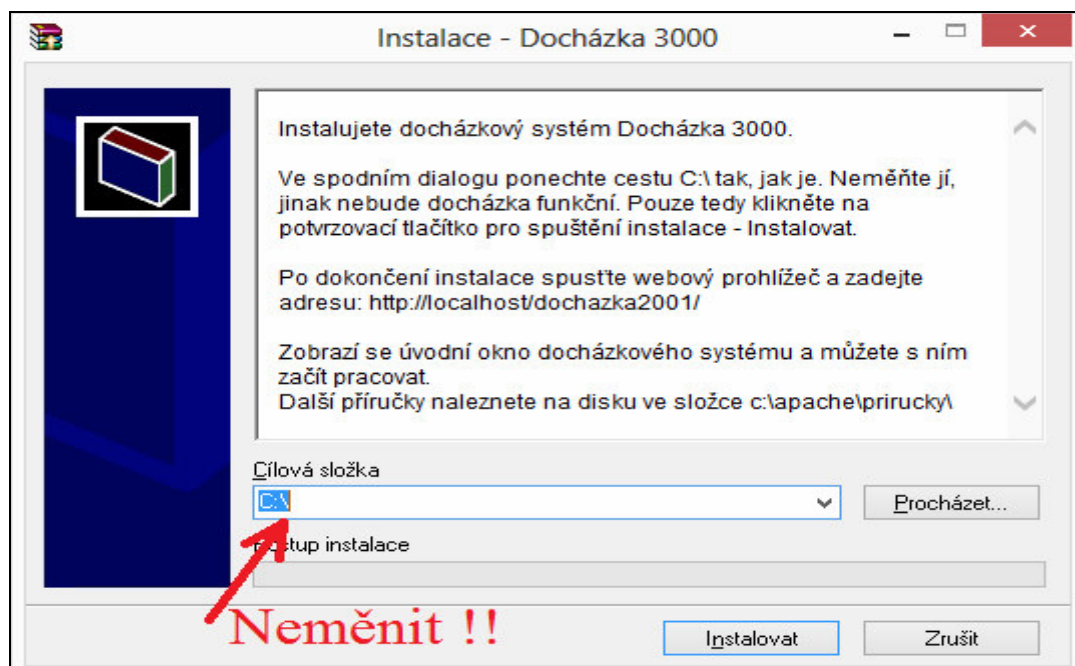 Instalace - Docházka 3000
Instalujete docházkový systém Docházka 3000.
Ve spodním dialogu ponechte cestu C:\ tak, jak je. Neměňte jí,
jinak nebude docházka funkční. Pouze tedy klikněte na
potvrzovací tlačítko pro spuštění instalace - Instalovat.
Po dokončení instalace spusťte webový prohlížeč a zadejte
adresu: http://localhost/dochazka2001/
Zobrazí se úvodní okno docházkového systému a můžete s ním
začít pracovat.
Další příručky naleznete na disku ve složce c:\apache\prirucky\
Cílová složka
C:\
Procházet...
Postup instalace
Neměnit !!
Instalovat
Zrušit